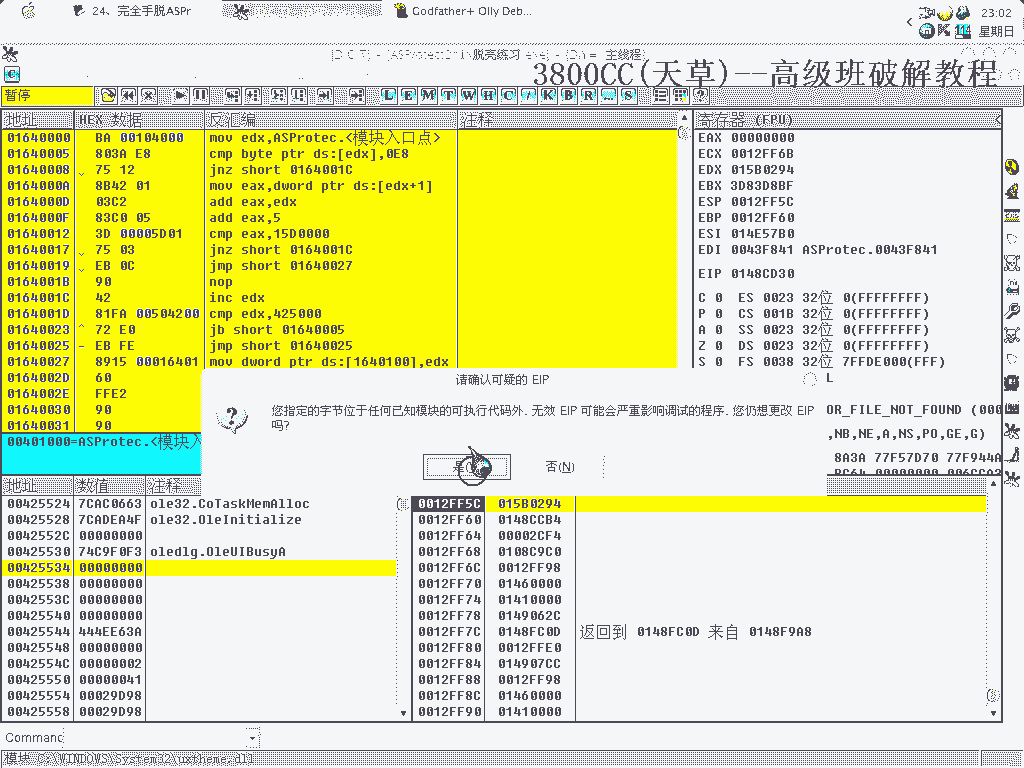 24、完全手脱ASPr
Godfather+ Olly Deb...
23:02
星期日
主线程
3800CC(天草)--高级班破解教程
暂停
L E M T W H C / K B R ... S
地址 HEX 数据 反汇编 注释 寄存器 (FPU)
01640000 BA 00104000 mov edx,ASProtec.<模块入口点>
01640005 803A E8 cmp byte ptr ds:[edx],0E8
01640008 75 12 jnz short 0164001C
0164000A 8B42 01 mov eax,dword ptr ds:[edx+1]
0164000D 03C2 add eax,edx
0164000F 83C0 05 add eax,5
01640012 3D 00005D01 cmp eax,15D0000
01640017 75 03 jnz short 0164001C
01640019 EB 0C jmp short 01640027
0164001B 90 nop
0164001C 42 inc edx
0164001D 81FA 00504200 cmp edx,425000
01640023 ^ 72 E0 jb short 01640005
01640025 - EB FE jmp short 01640025
01640027 8915 00016401 mov dword ptr ds:[1640100],edx
0164002D 60
0164002E FFE2
01640030 90
01640031 90
EAX 00000000
ECX 0012FF6B
EDX 015B0294
EBX 3D83D8BF
ESP 0012FF5C
EBP 0012FF60
ESI 014E57B0
EDI 0043F841 ASProtec.0043F841
EIP 0148CD30
C 0 ES 0023 32位 0(FFFFFFFF)
P 0 CS 001B 32位 0(FFFFFFFF)
A 0 SS 0023 32位 0(FFFFFFFF)
Z 0 DS 0023 32位 0(FFFFFFFF)
S 0 FS 0038 32位 7FFDE000(FFF)
L
OR_FILE_NOT_FOUND (000
,NB,NE,A,NS,PO,GE,G)
8A3A 77F57D70 77F944A
00401000=ASProtec.<模块入
请确认可疑的 EIP
您指定的字节位于任何已知模块的可执行代码外. 无效 EIP 可能会严重影响调试的程序. 您仍想更改 EIP
吗?
是(Y)
否(N)
地址 数值 注释
00425524 7CAC0663 ole32.CoTaskMemAlloc
00425528 7CADEA4F ole32.OleInitialize
0042552C 00000000
00425530 74C9F0F3 oledlg.OleUIBusyA
00425534 00000000
00425538 00000000
0042553C 00000000
00425540 00000000
00425544 444EE63A
00425548 00000000
0042554C 00000002
00425550 00000041
00425554 00029D98
00425558 00029D98
0012FF5C 015B0294
0012FF60 0148CCB4
0012FF64 00002CF4
0012FF68 0108C9C0
0012FF6C 0012FF98
0012FF70 01460000
0012FF74 01410000
0012FF78 0149062C
0012FF7C 0148FC0D 返回到 0148FC0D 来自 0148F9A8
0012FF80 0012FFE0
0012FF84 014907CC
0012FF88 0012FF98
0012FF8C 01460000
0012FF90 01410000
Command
模块 C:\WINDOWS\System32\uxtheme.dll